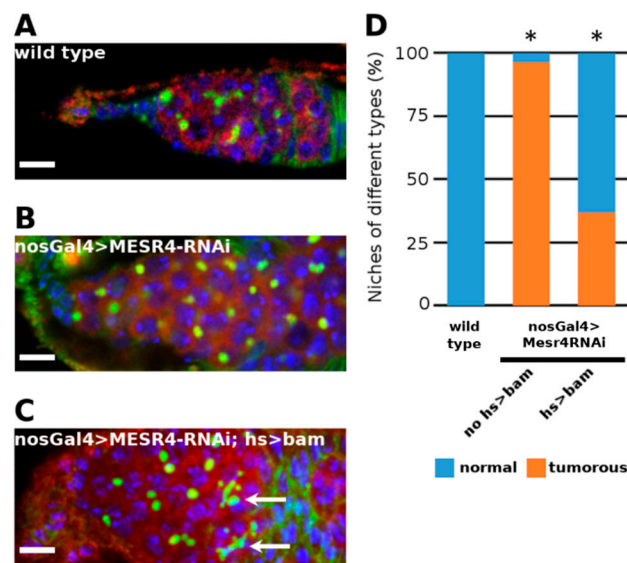 A
wild type
B
nosGal4>MESR4-RNAi
C
nosGal4>MESR4-RNAi; hs>bam
D
* *
Niches of different types (%)
100
75
50
25
0
wild
type
nosGal4>
Mesr4RNAi
no hs>bam
hs>bam
normal
tumorous